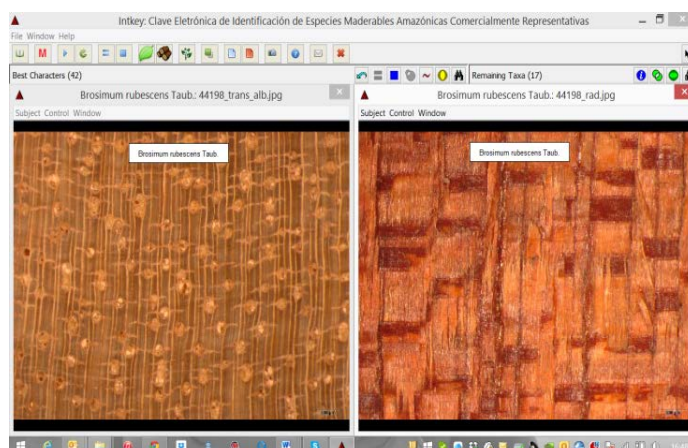 Intkey: Clave Eletrónica de Identificación de Especies Maderables Amazónicas Comercialmente Representativas
File Window Help
Best Characters (42)
Remaining Taxa (17)
Brosimum rubescens Taub.: 44198_trans_alb.jpg
Subject Control Window
Brosimum rubescens Taub.
Brosimum rubescens Taub.: 44198_rad.jpg
Subject Control Window
Brosimum rubescens Taub.